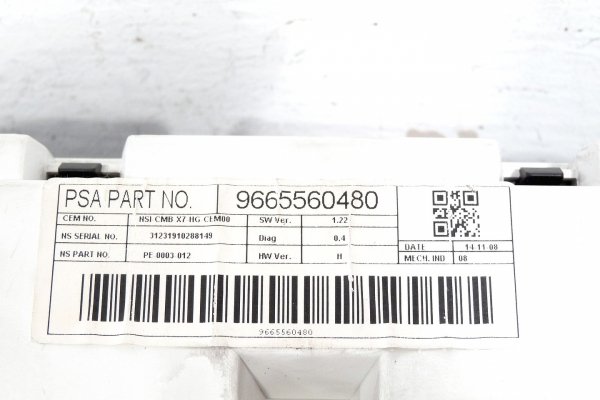 PSA PART NO. 9665560480
CEM NO. NSI CMB X7 HG CEM00 SW Ver. 1.22
NS SERIAL NO. 31231910288149 Diag 0.4 DATE 14 11 08
NS PART NO. PE 0003 012 HW Ver. H MECH. IND 08
9665560480